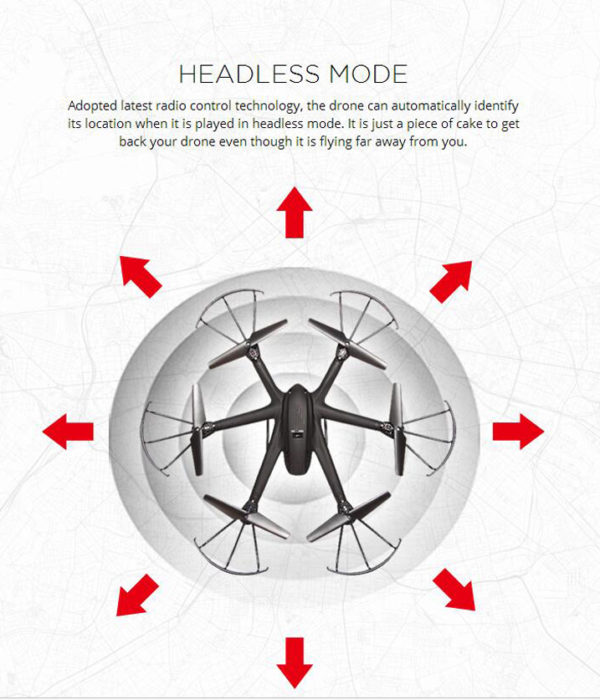 HEADLESS MODE
Adopted latest radio control technology, the drone can automatically identify
its location when it is played in headless mode. It is just a piece of cake to get
back your drone even though it is flying far away from you.